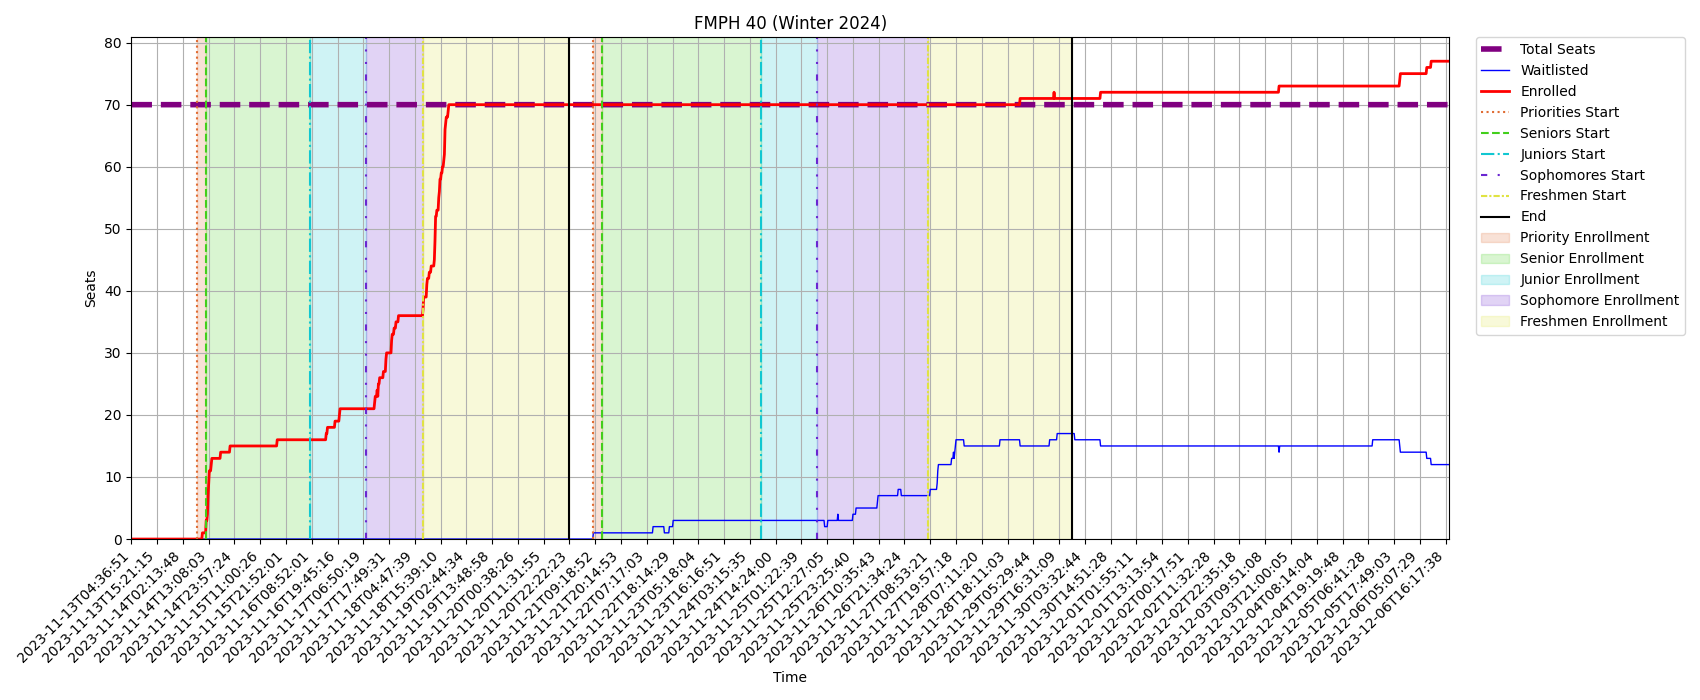 FMPH 40 (Winter 2024)
80
70
60
50
40
30
20
10
0
Seats
2023-11-13T04:36:51
2023-11-13T15:21:15
2023-11-14T02:13:48
2023-11-14T13:08:03
2023-11-14T23:57:24
2023-11-15T11:00:26
2023-11-15T21:52:01
2023-11-16T08:52:01
2023-11-16T19:45:16
2023-11-17T06:50:19
2023-11-17T17:49:31
2023-11-18T04:47:39
2023-11-18T15:39:10
2023-11-19T02:44:34
2023-11-19T13:48:58
2023-11-20T00:38:26
2023-11-20T11:31:55
2023-11-20T22:22:23
2023-11-21T09:18:52
2023-11-21T20:14:53
2023-11-22T07:17:03
2023-11-22T18:14:29
2023-11-23T05:18:04
2023-11-23T16:16:51
2023-11-24T03:15:35
2023-11-24T14:24:00
2023-11-25T01:22:39
2023-11-25T12:27:05
2023-11-25T23:25:40
2023-11-26T10:35:43
2023-11-26T21:34:24
2023-11-27T08:53:21
2023-11-27T19:57:18
2023-11-28T07:11:20
2023-11-28T18:11:03
2023-11-29T05:29:44
2023-11-29T16:31:09
2023-11-30T03:32:44
2023-11-30T14:51:28
2023-12-01T01:55:11
2023-12-01T13:13:54
2023-12-02T00:17:51
2023-12-02T11:32:28
2023-12-02T22:35:18
2023-12-03T09:51:08
2023-12-03T21:00:05
2023-12-04T08:14:04
2023-12-04T19:19:48
2023-12-05T06:41:28
2023-12-05T17:49:03
2023-12-06T05:07:29
2023-12-06T16:17:38
Time
Total Seats
Waitlisted
Enrolled
Priorities Start
Seniors Start
Juniors Start
Sophomores Start
Freshmen Start
End
Priority Enrollment
Senior Enrollment
Junior Enrollment
Sophomore Enrollment
Freshmen Enrollment